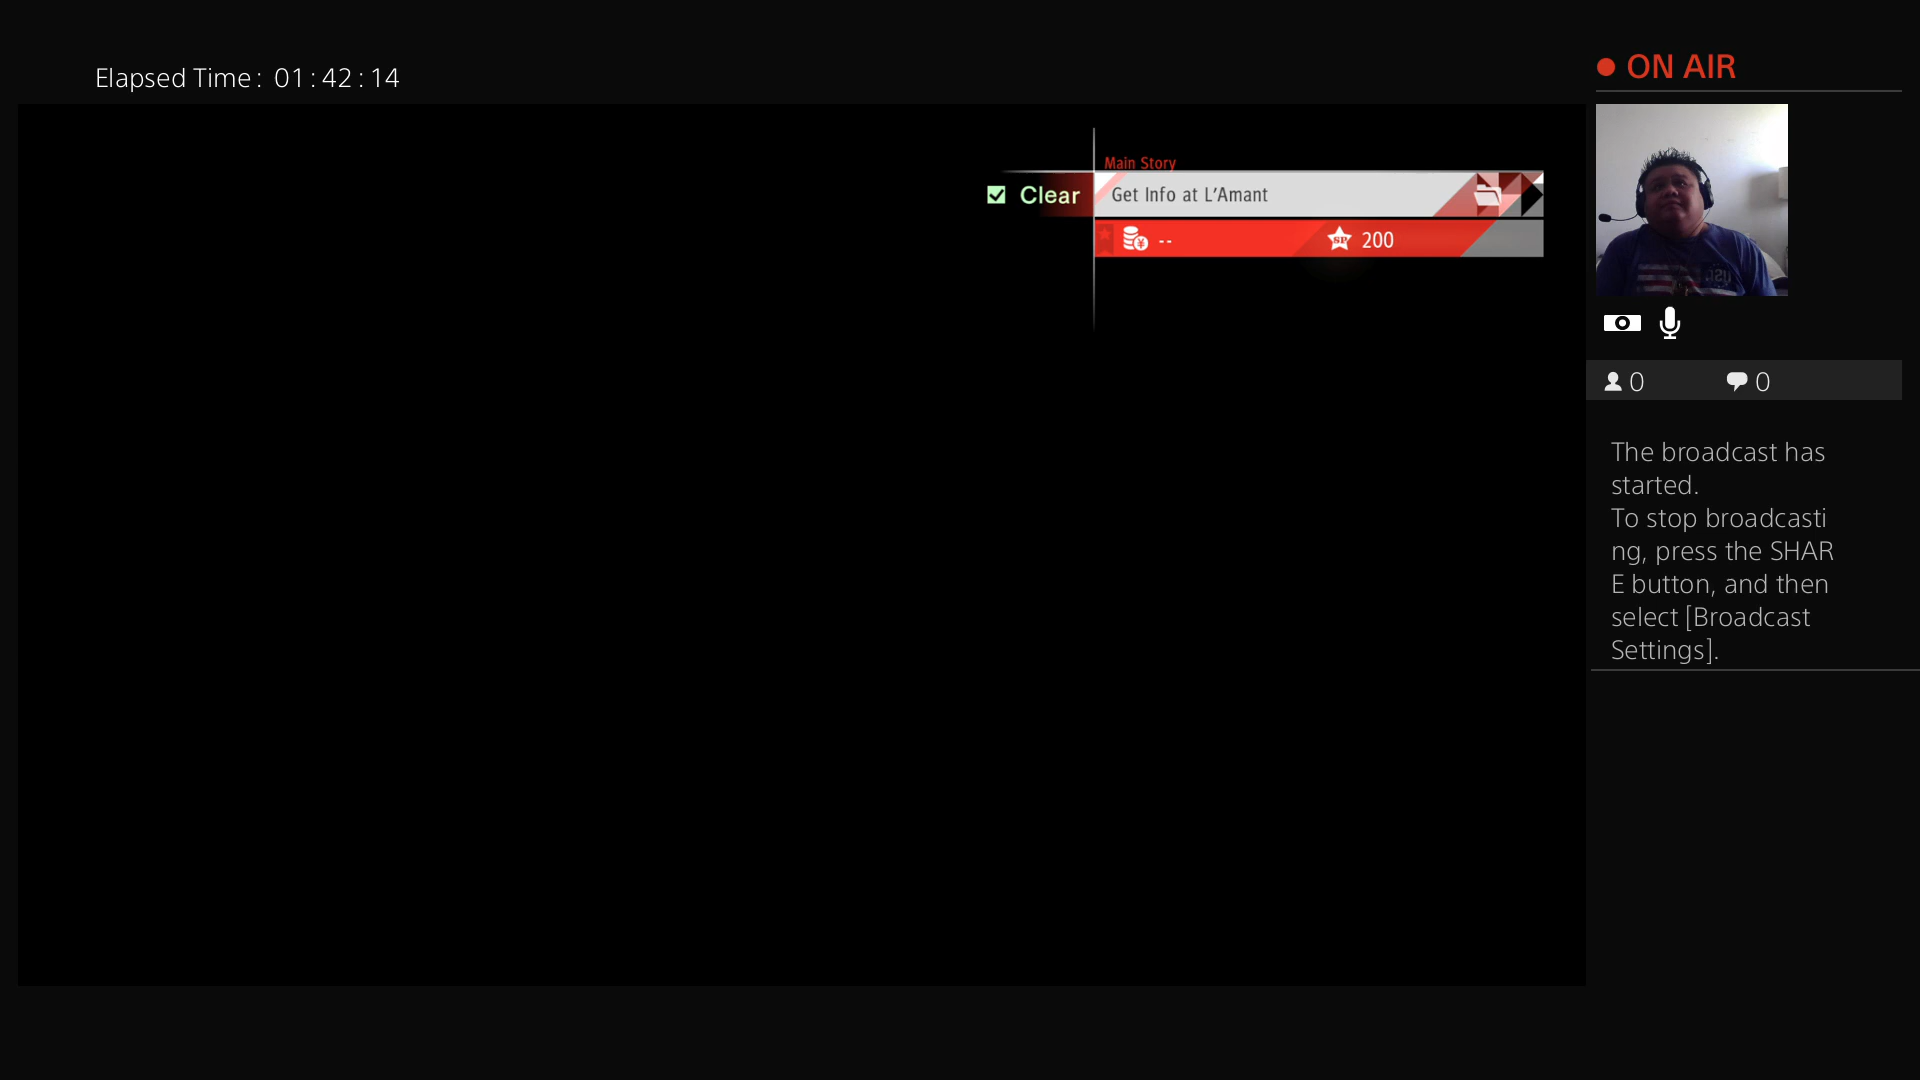 Elapsed Time: 01:42:14
ON AIR
Main Story
Clear
Get Info at L'Amant
--
SP
200
0
0
The broadcast has
started.
To stop broadcasti
ng, press the SHAR
E button, and then
select [Broadcast
Settings].